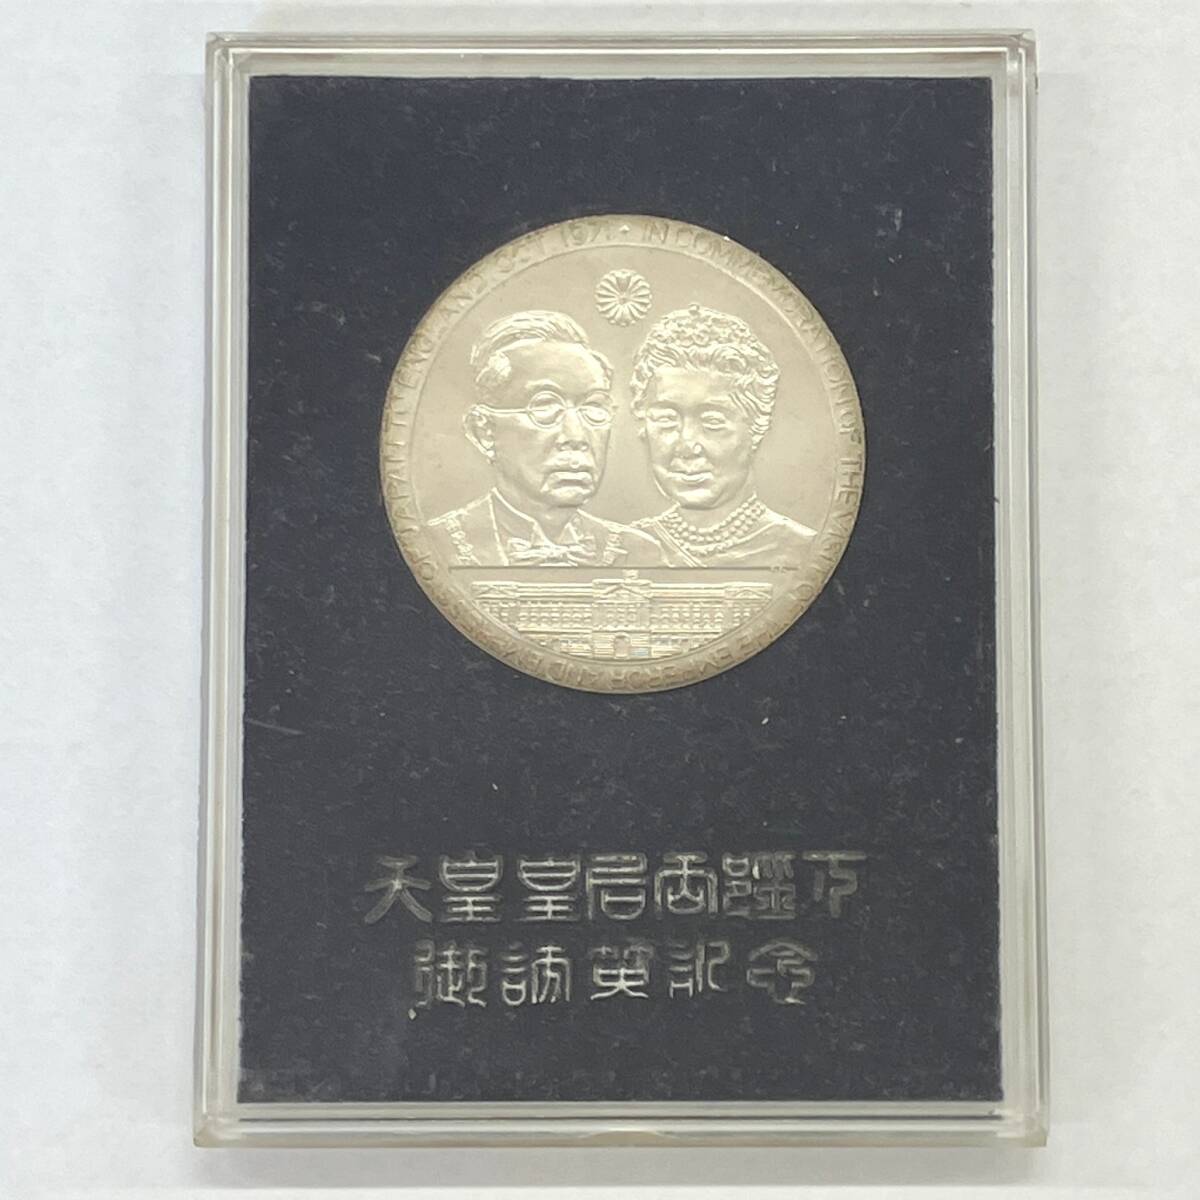 IN COMMEMORATION OF THE VISIT OF THE EMPEROR AND EMPRESS OF JAPAN TO ENGLAND OCT. 1971
天皇皇后両陛下
御訪英記念